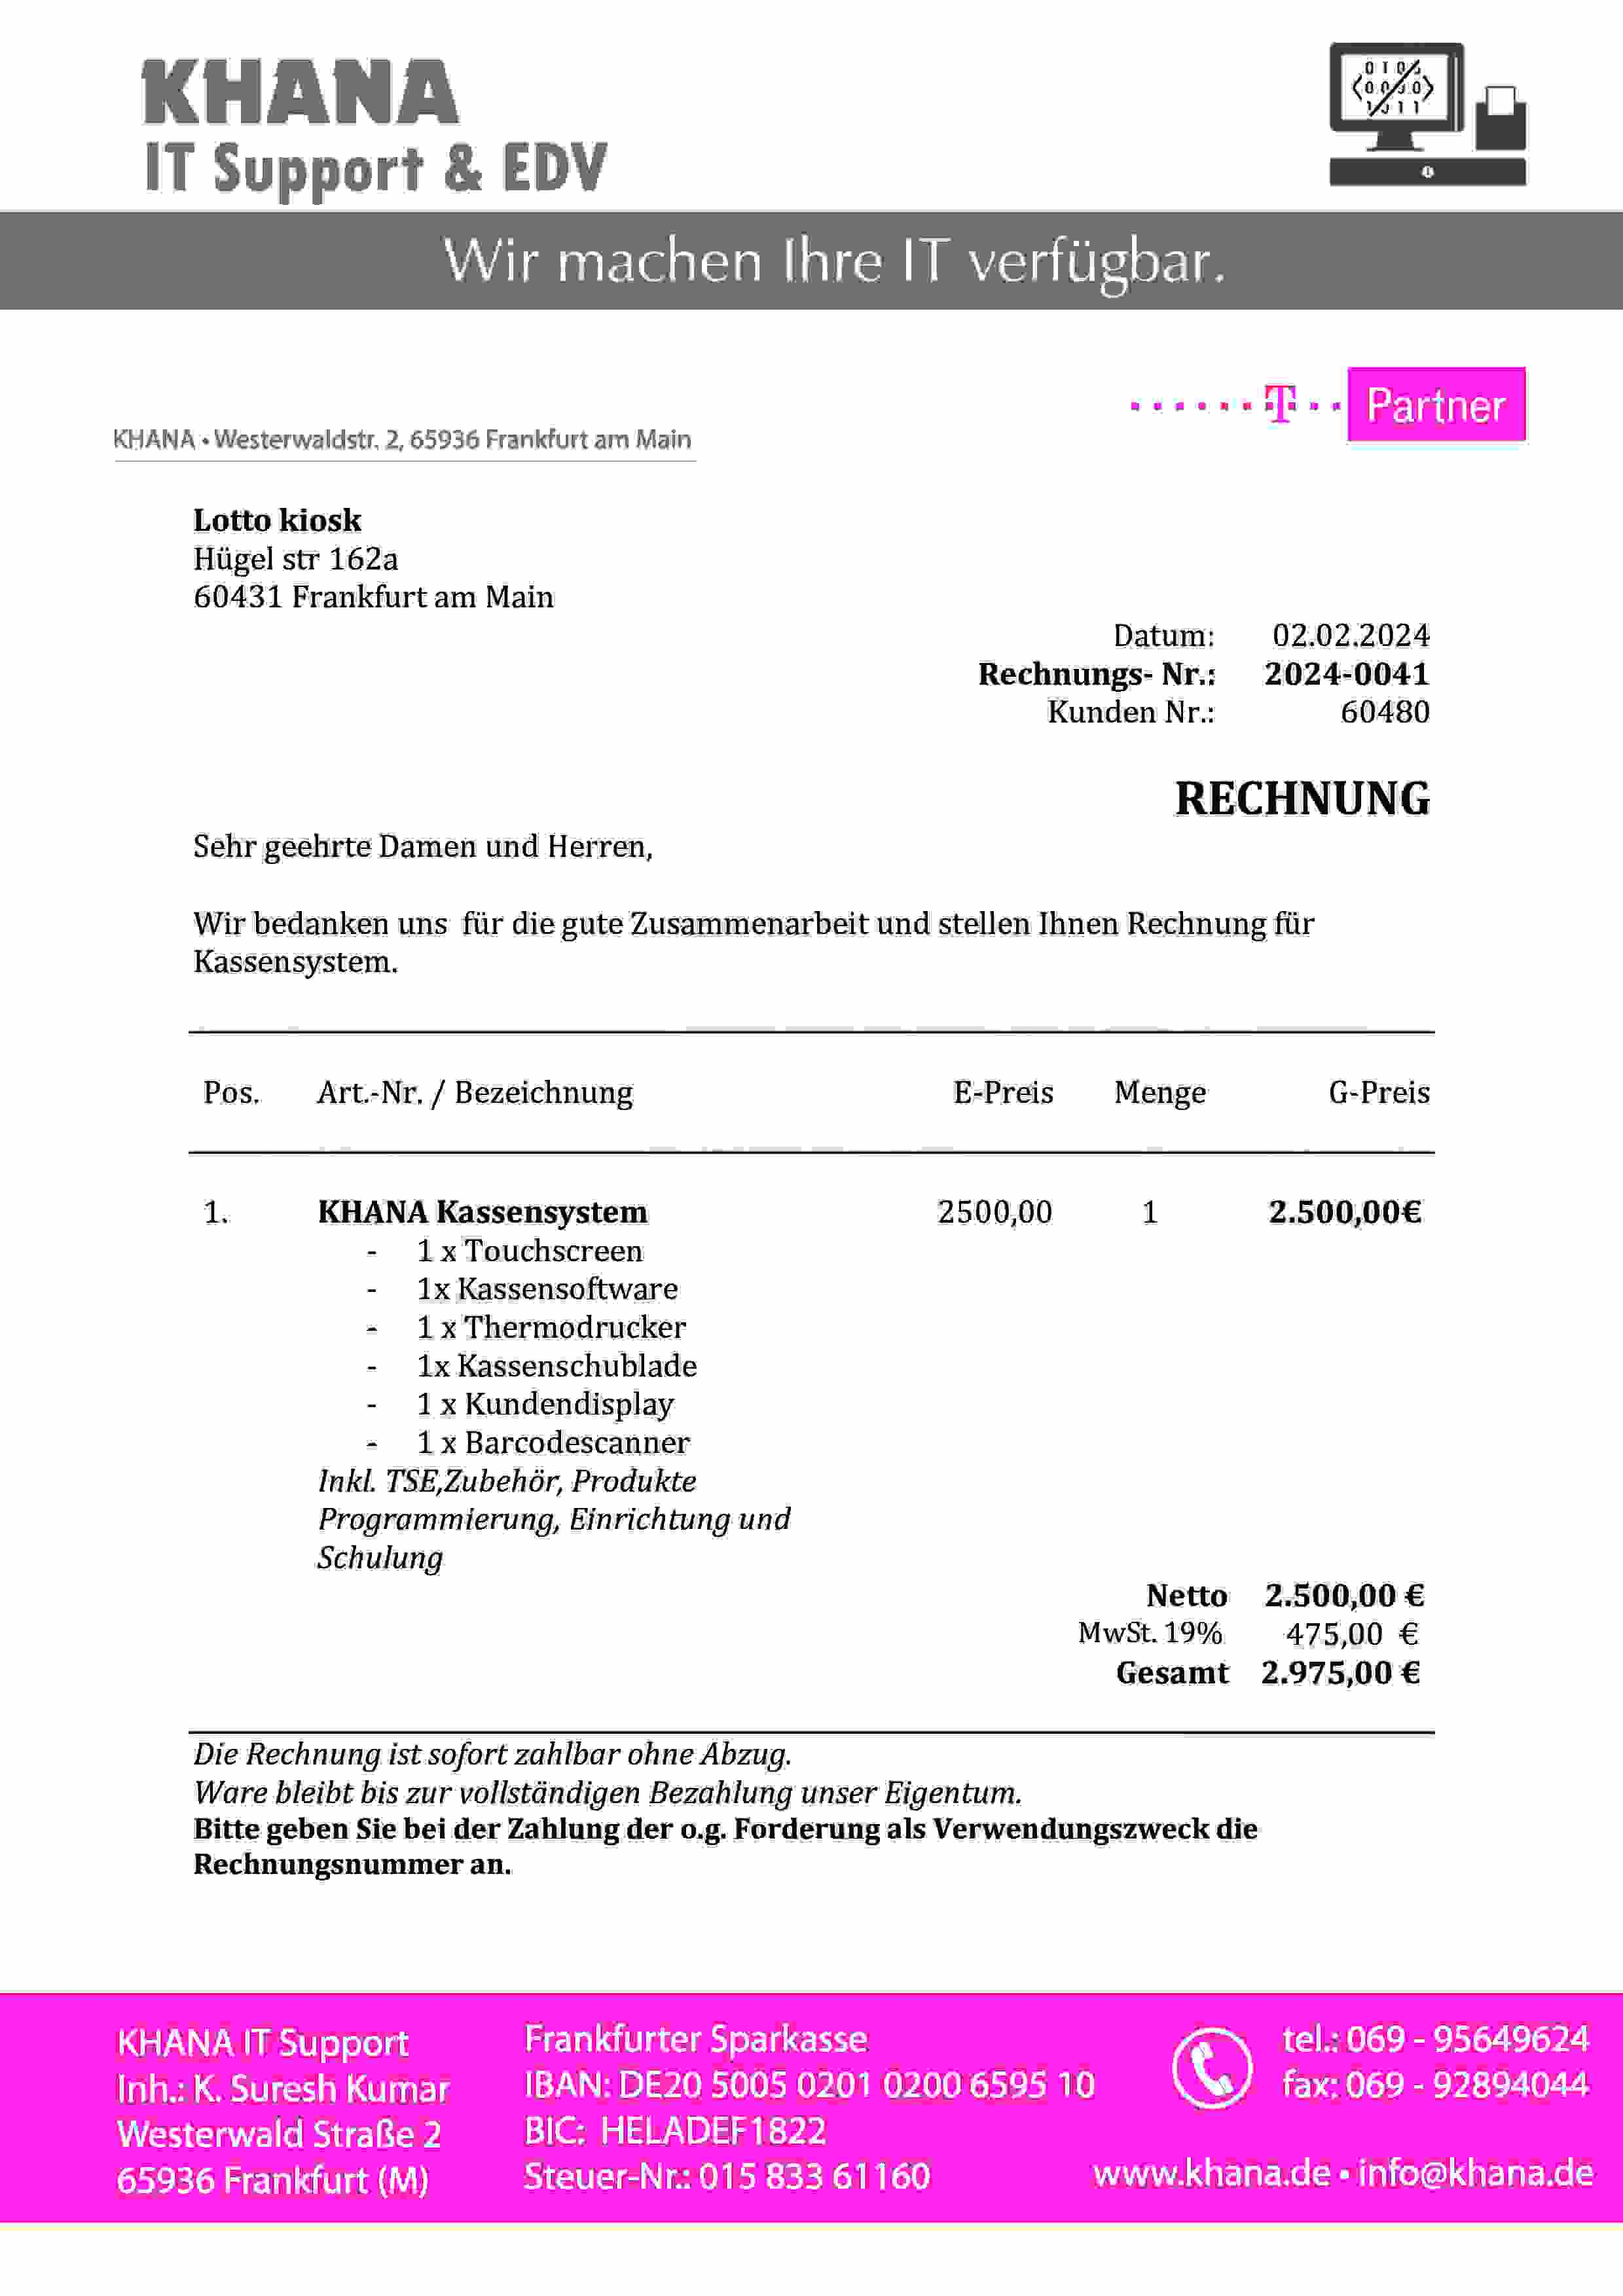 KHANA
IT Support & EDV
Wir machen Ihre IT verfügbar.
T Partner
KHANA • Westerwaldstr. 2, 65936 Frankfurt am Main
Lotto kiosk
Hügel str 162a
60431 Frankfurt am Main
Datum: 02.02.2024
Rechnungs- Nr.: 2024-0041
Kunden Nr.: 60480
RECHNUNG
Sehr geehrte Damen und Herren,
Wir bedanken uns für die gute Zusammenarbeit und stellen Ihnen Rechnung für
Kassensystem.
Pos. Art.-Nr. / Bezeichnung E-Preis Menge G-Preis
1. KHANA Kassensystem 2500,00 1 2.500,00€
- 1 x Touchscreen
- 1x Kassensoftware
- 1 x Thermodrucker
- 1x Kassenschublade
- 1 x Kundendisplay
- 1 x Barcodescanner
Inkl. TSE,Zubehör, Produkte
Programmierung, Einrichtung und
Schulung
Netto 2.500,00 €
MwSt. 19% 475,00 €
Gesamt 2.975,00 €
Die Rechnung ist sofort zahlbar ohne Abzug.
Ware bleibt bis zur vollständigen Bezahlung unser Eigentum.
Bitte geben Sie bei der Zahlung der o.g. Forderung als Verwendungszweck die
Rechnungsnummer an.
KHANA IT Support
Inh.: K. Suresh Kumar
Westerwald Straße 2
65936 Frankfurt (M)
Frankfurter Sparkasse
IBAN: DE20 5005 0201 0200 6595 10
BIC: HELADEF1822
Steuer-Nr.: 015 833 61160
tel.: 069 - 95649624
fax: 069 - 92894044
www.khana.de • info@khana.de